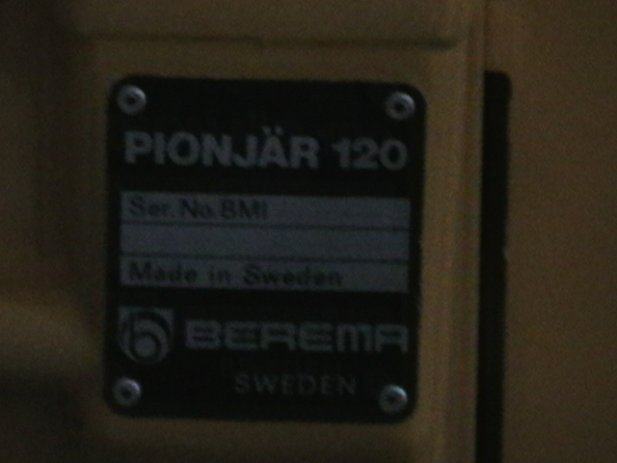 PIONJÄR 120
Ser. No. BMI
Made in Sweden
BEREMA
SWEDEN